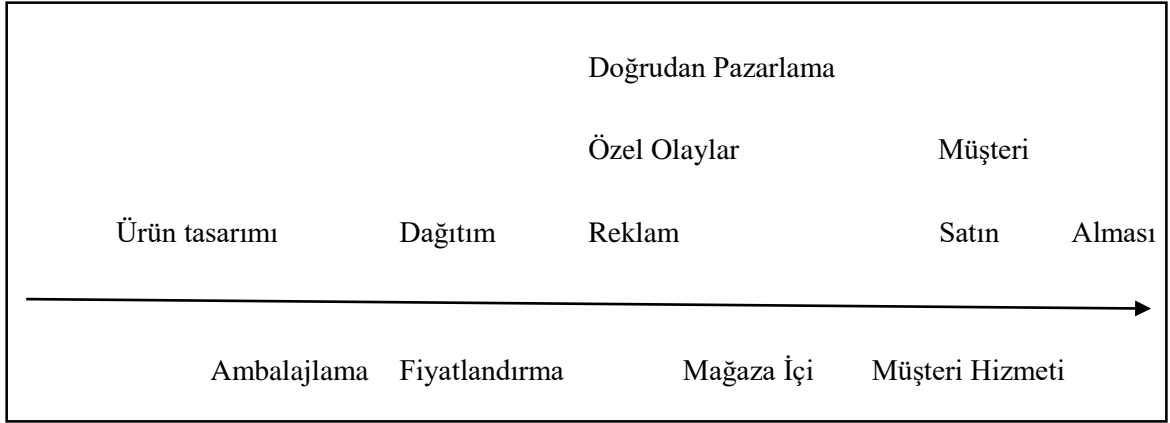 Doğrudan Pazarlama
Özel Olaylar Müşteri
Ürün tasarımı Dağıtım Reklam Satın Alması
Ambalajlama Fiyatlandırma Mağaza İçi Müşteri Hizmeti